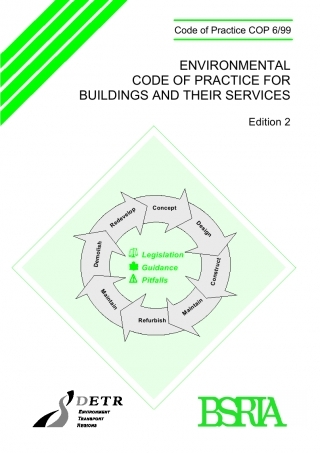 Code of Practice COP 6/99
ENVIRONMENTAL
CODE OF PRACTICE FOR
BUILDINGS AND THEIR SERVICES
Edition 2
Concept
Design
Construct
Maintain
Refurbish
Maintain
Demolish
Redevelop
Legislation
Guidance
Pitfalls
DETR
ENVIRONMENT
TRANSPORT
REGIONS
BSRIA